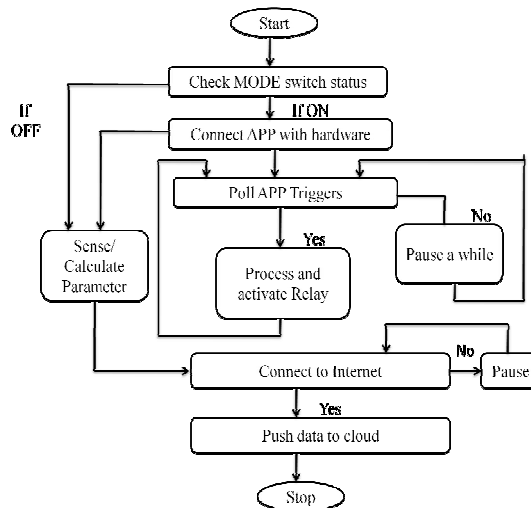 Start
Check MODE switch status
If
OFF
If ON
Connect APP with hardware
Poll APP Triggers
No
Yes
Sense/
Calculate
Parameter
Process and
activate Relay
Pause a while
Connect to Internet
No
Pause
Yes
Push data to cloud
Stop